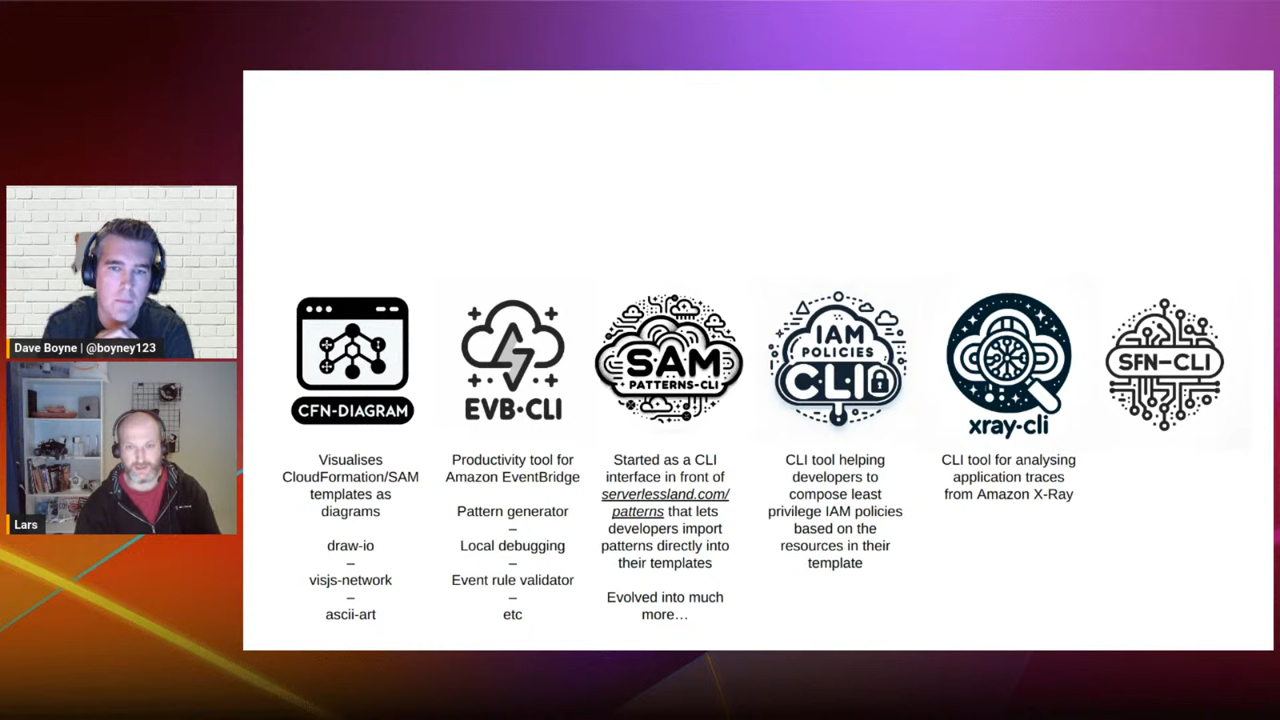 Dave Boyne | @boyney123
Lars
CFN-DIAGRAM
Visualises
CloudFormation/SAM
templates as
diagrams
draw-io
–
visjs-network
–
ascii-art
EVB·CLI
Productivity tool for
Amazon EventBridge
Pattern generator
–
Local debugging
–
Event rule validator
–
etc
SAM
PATTERNS-CLI
Started as a CLI
interface in front of
serverlessland.com/
patterns that lets
developers import
patterns directly into
their templates
Evolved into much
more…
IAM
POLICIES
C·L·I
CLI tool helping
developers to
compose least
privilege IAM policies
based on the
resources in their
template
xray-cli
CLI tool for analysing
application traces
from Amazon X-Ray
SFN-CLI